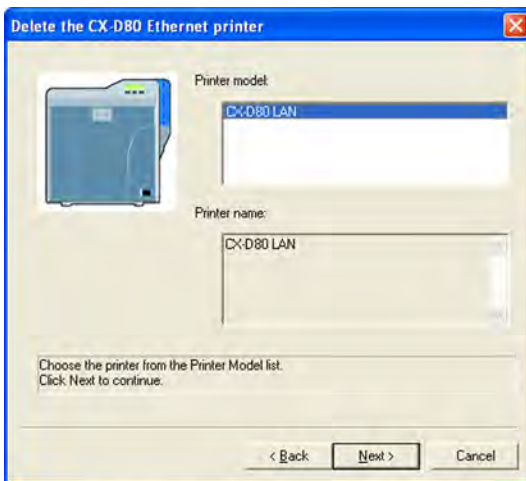 Delete the CX-D80 Ethernet printer
Printer model:
CX-D80 LAN
Printer name:
CX-D80 LAN
Choose the printer from the Printer Model list.
Click Next to continue.
< Back
Next >
Cancel